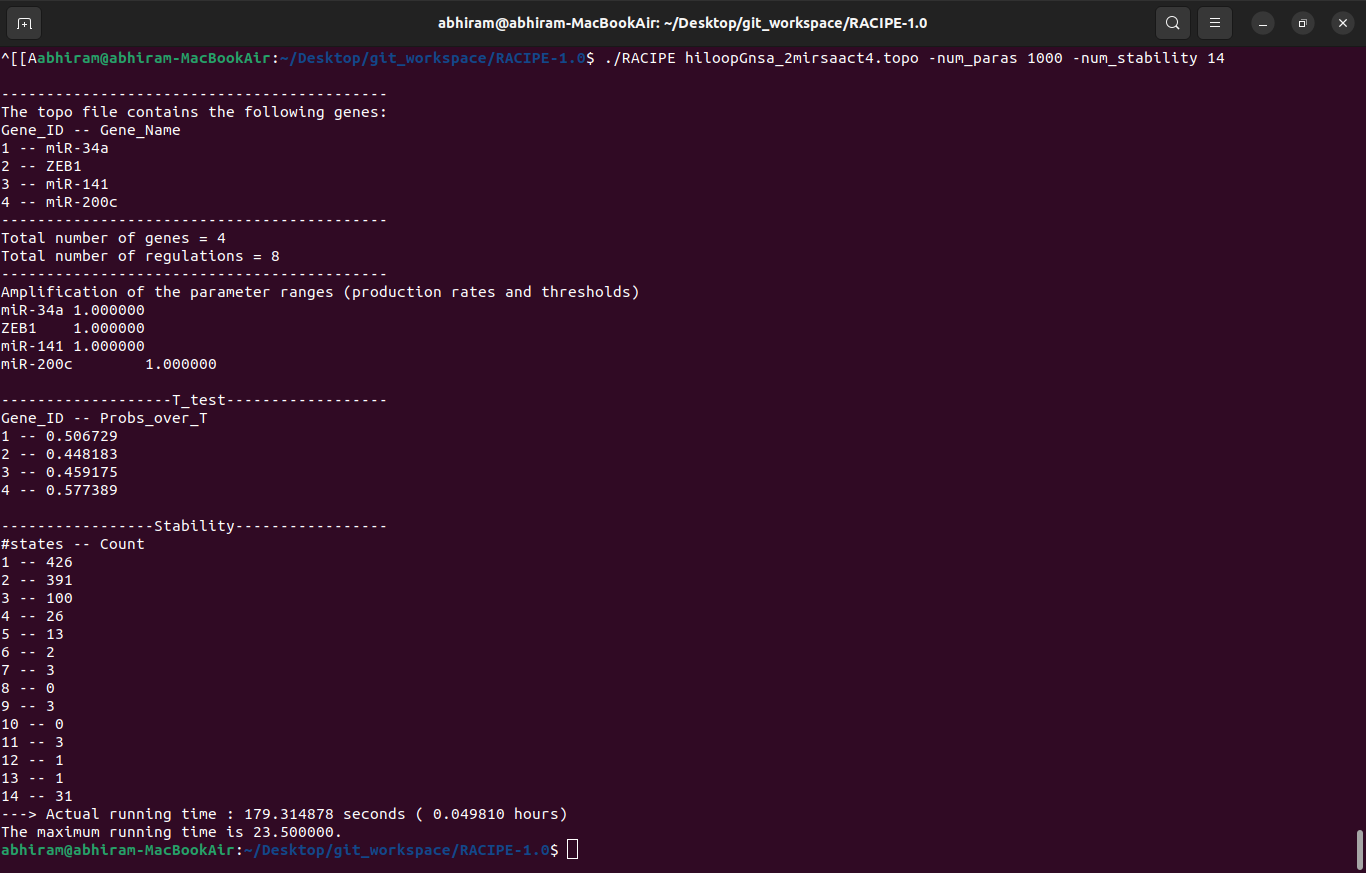 abhiram@abhiram-MacBookAir: ~/Desktop/git_workspace/RACIPE-1.0
^[[Aabhiram@abhiram-MacBookAir:~/Desktop/git_workspace/RACIPE-1.0$ ./RACIPE hiloopGnsa_2mirsaact4.topo -num_paras 1000 -num_stability 14
-------------------------------------------
The topo file contains the following genes:
Gene_ID -- Gene_Name
1 -- miR-34a
2 -- ZEB1
3 -- miR-141
4 -- miR-200c
-------------------------------------------
Total number of genes = 4
Total number of regulations = 8
-------------------------------------------
Amplification of the parameter ranges (production rates and thresholds)
miR-34a 1.000000
ZEB1    1.000000
miR-141 1.000000
miR-200c        1.000000
-------------------T_test------------------
Gene_ID -- Probs_over_T
1 -- 0.506729
2 -- 0.448183
3 -- 0.459175
4 -- 0.577389
-----------------Stability-----------------
#states -- Count
1 -- 426
2 -- 391
3 -- 100
4 -- 26
5 -- 13
6 -- 2
7 -- 3
8 -- 0
9 -- 3
10 -- 0
11 -- 3
12 -- 1
13 -- 1
14 -- 31
---> Actual running time : 179.314878 seconds ( 0.049810 hours)
The maximum running time is 23.500000.
abhiram@abhiram-MacBookAir:~/Desktop/git_workspace/RACIPE-1.0$